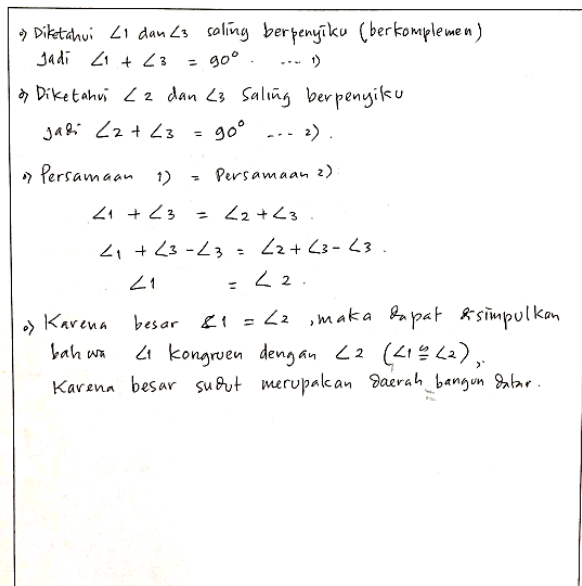 •) Diketahui ∠1 dan ∠3 saling berpenyiku (berkomplemen)
Jadi ∠1 + ∠3 = 90° . .... 1)
•) Diketahui ∠2 dan ∠3 Saling berpenyiku
Jadi ∠2 + ∠3 = 90° .... 2) .
•) Persamaan 1) = Persamaan 2)
∠1 + ∠3 = ∠2 + ∠3 .
∠1 + ∠3 - ∠3 = ∠2 + ∠3 - ∠3 .
∠1 = ∠2 .
•) Karena besar ∠1 = ∠2 , maka dapat disimpulkan
bahwa ∠1 kongruen dengan ∠2 (∠1 ≅ ∠2) ,
Karena besar sudut merupakan daerah bangun datar .